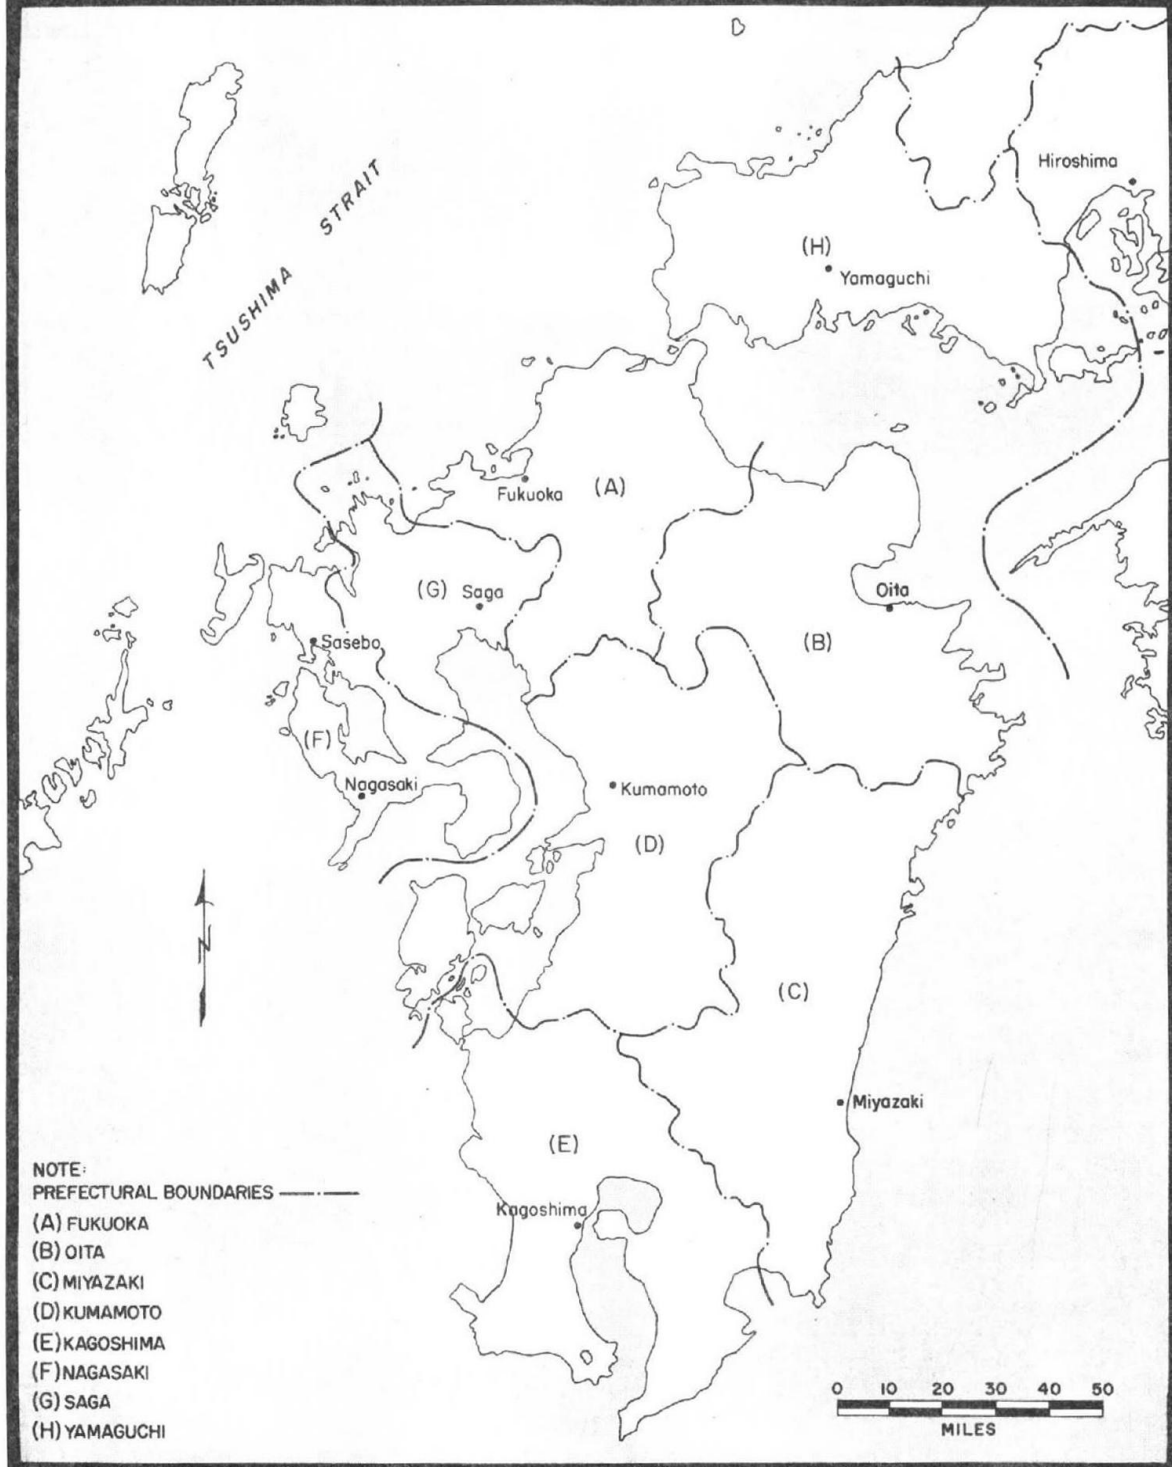 Hiroshima
TSUSHIMA STRAIT
(H)
Yamaguchi
Fukuoka
(A)
(G) Saga
Oita
Sasebo
(B)
(F)
Nagasaki
Kumamoto
(D)
N
(C)
Miyazaki
(E)
Kagoshima
NOTE:
PREFECTURAL BOUNDARIES
(A) FUKUOKA
(B) OITA
(C) MIYAZAKI
(D) KUMAMOTO
(E) KAGOSHIMA
(F) NAGASAKI
(G) SAGA
(H) YAMAGUCHI
0 10 20 30 40 50
MILES